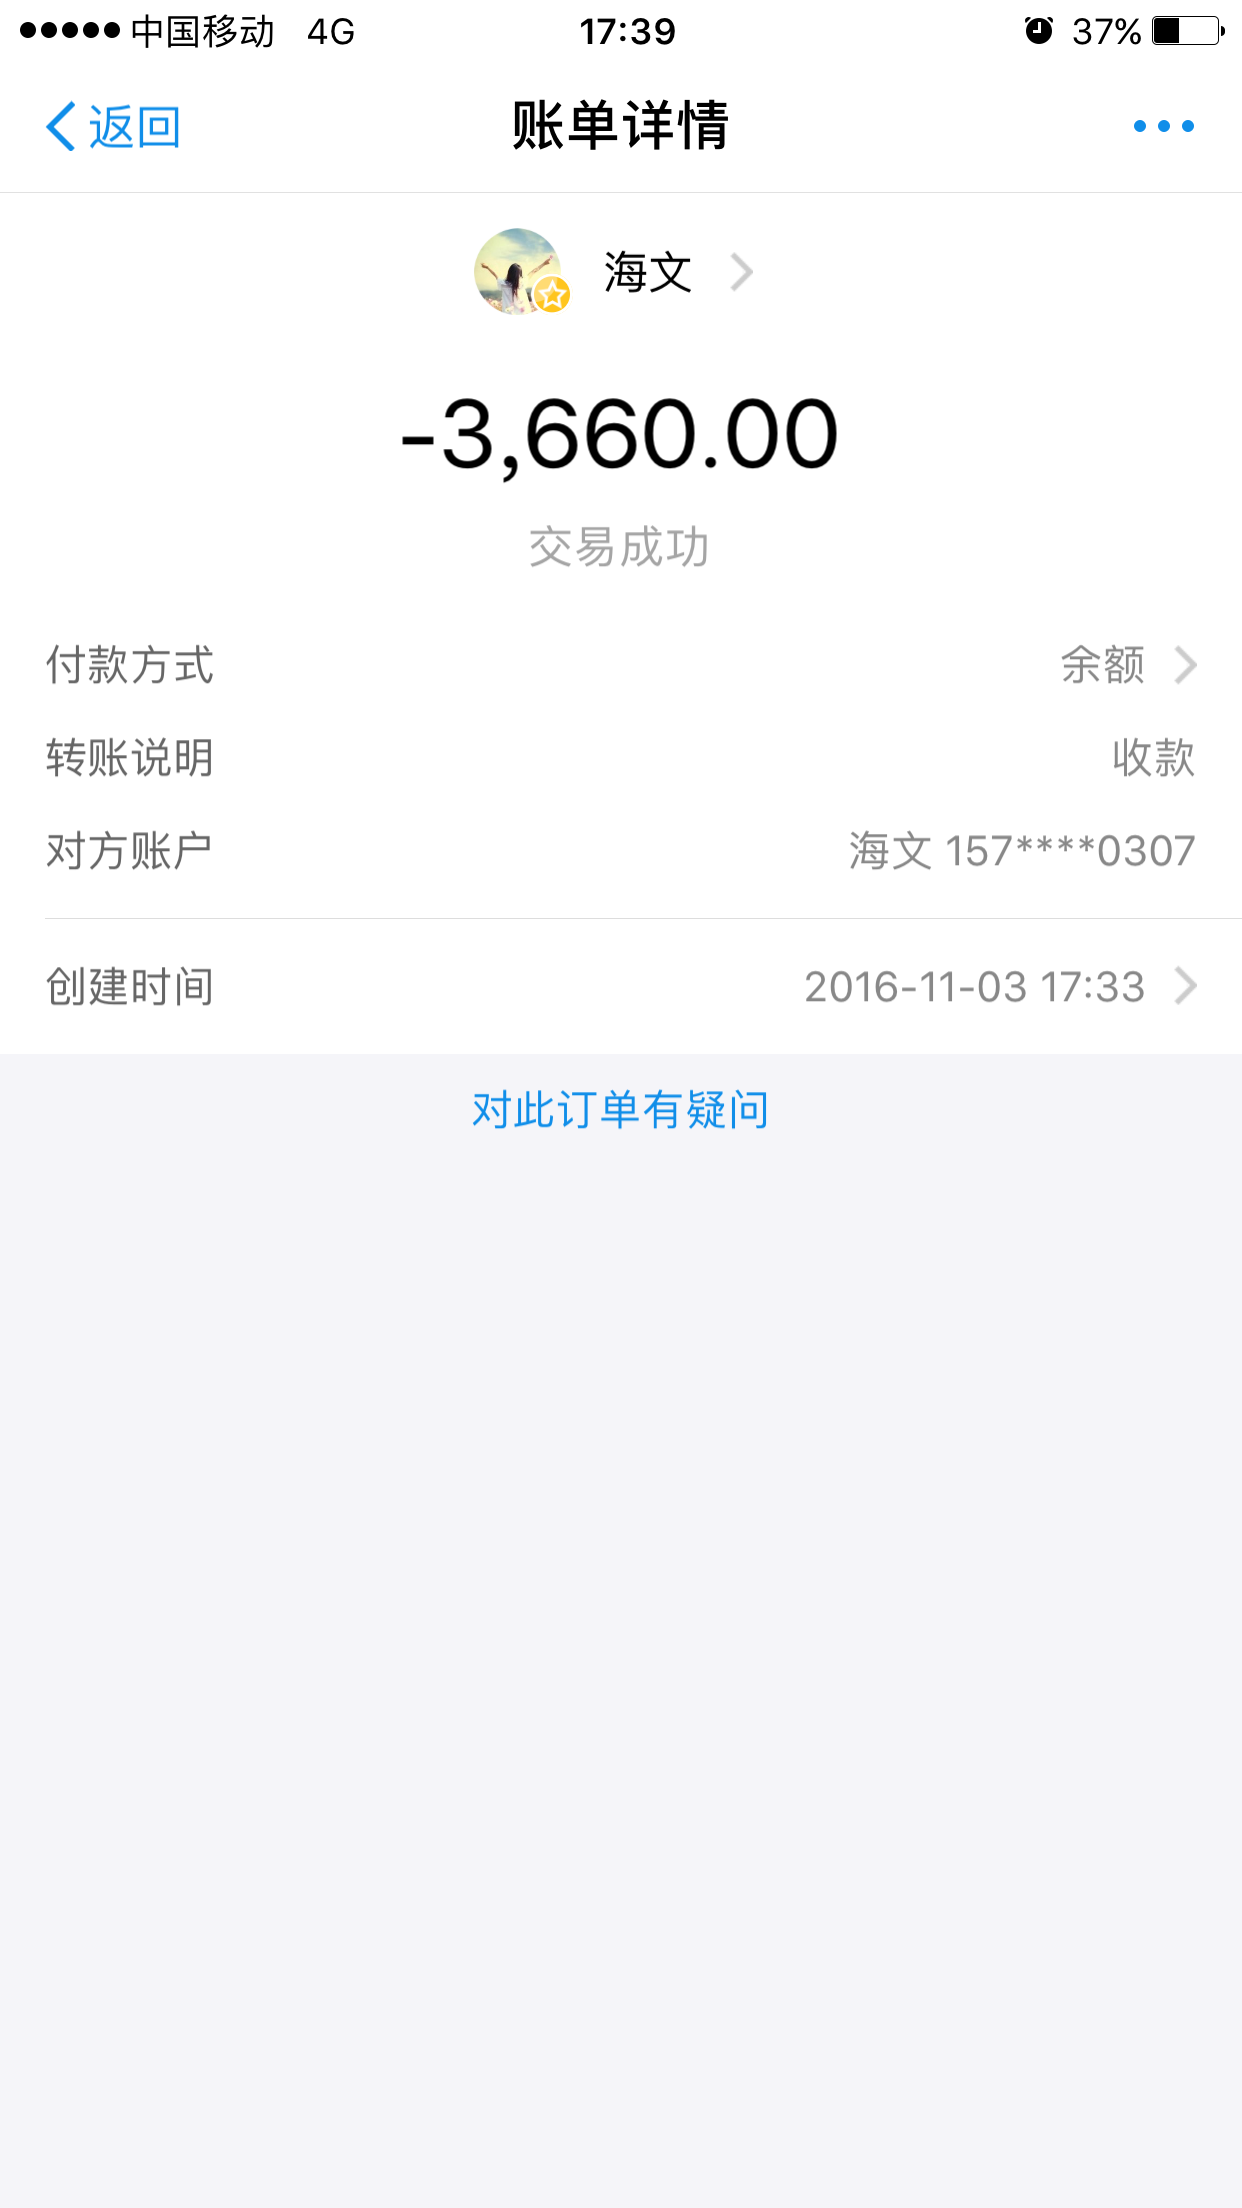 中国移动 4G 17:39 37%
返回 账单详情
海文
-3,660.00
交易成功
付款方式 余额
转账说明 收款
对方账户 海文 157****0307
创建时间 2016-11-03 17:33
对此订单有疑问